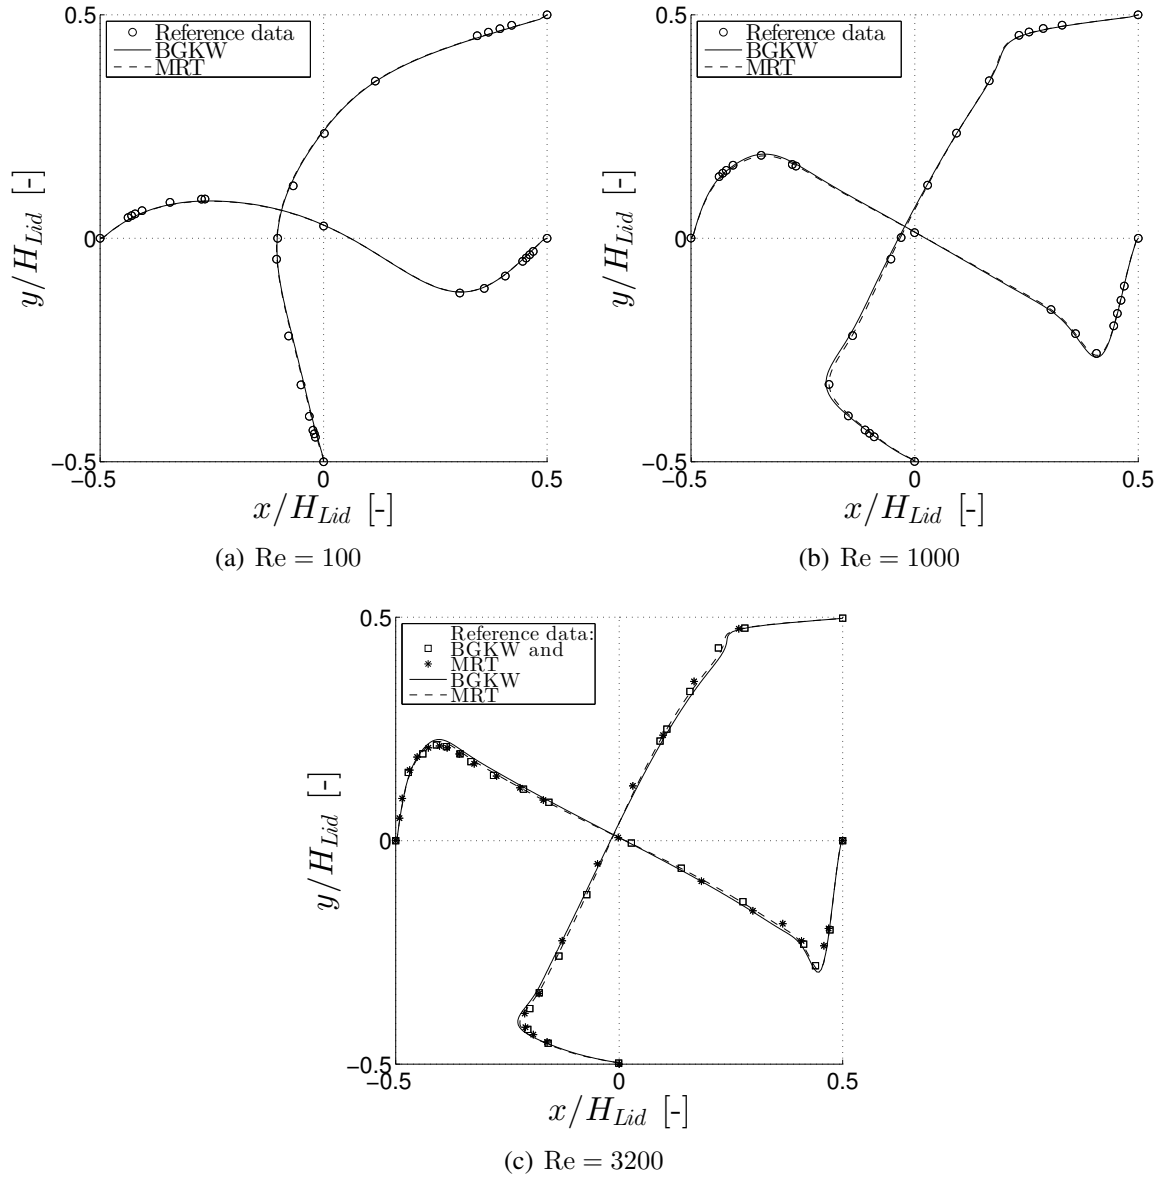 0.5
Reference data
BGKW
MRT
y/H_Lid [-]
0
−0.5
−0.5
0
0.5
x/H_Lid [-]
(a) Re = 100
0.5
Reference data
BGKW
MRT
y/H_Lid [-]
0
−0.5
−0.5
0
0.5
x/H_Lid [-]
(b) Re = 1000
0.5
Reference data:
BGKW and
MRT
BGKW
MRT
y/H_Lid [-]
0
−0.5
−0.5
0
0.5
x/H_Lid [-]
(c) Re = 3200